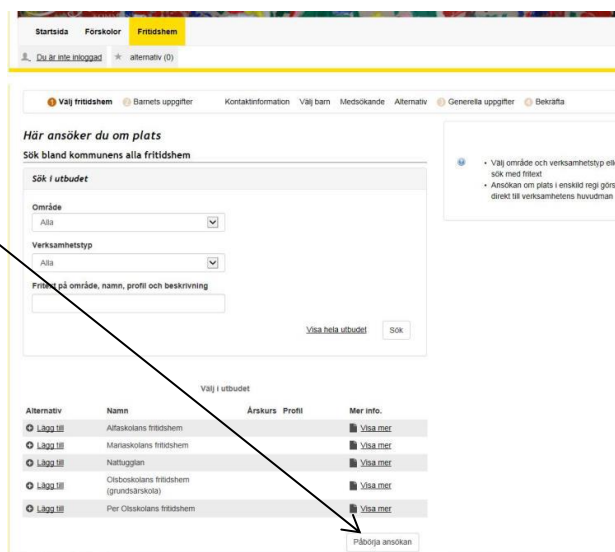 Startsida Förskolor Fritidshem
Du är inte inloggad alternativ (0)
1 Välj fritidshem 2 Barnets uppgifter Kontaktinformation Välj barn Medsökande Alternativ 3 Generella uppgifter 4 Bekräfta
Här ansöker du om plats
Sök bland kommunens alla fritidshem
Sök i utbudet
Område
Alla
Verksamhetstyp
Alla
Fritext på område, namn, profil och beskrivning
Visa hela utbudet Sök
• Välj område och verksamhetstyp elle
sök med fritext
• Ansökan om plats i enskild regi görs
direkt till verksamhetens huvudman
Välj i utbudet
Alternativ Namn Årskurs Profil Mer info.
Lägg till Alfaskolans fritidshem Visa mer
Lägg till Mariaskolans fritidshem Visa mer
Lägg till Nattugglan Visa mer
Lägg till Olsboskolans fritidshem
(grundsärskola) Visa mer
Lägg till Per Olsskolans fritidshem Visa mer
Påbörja ansökan